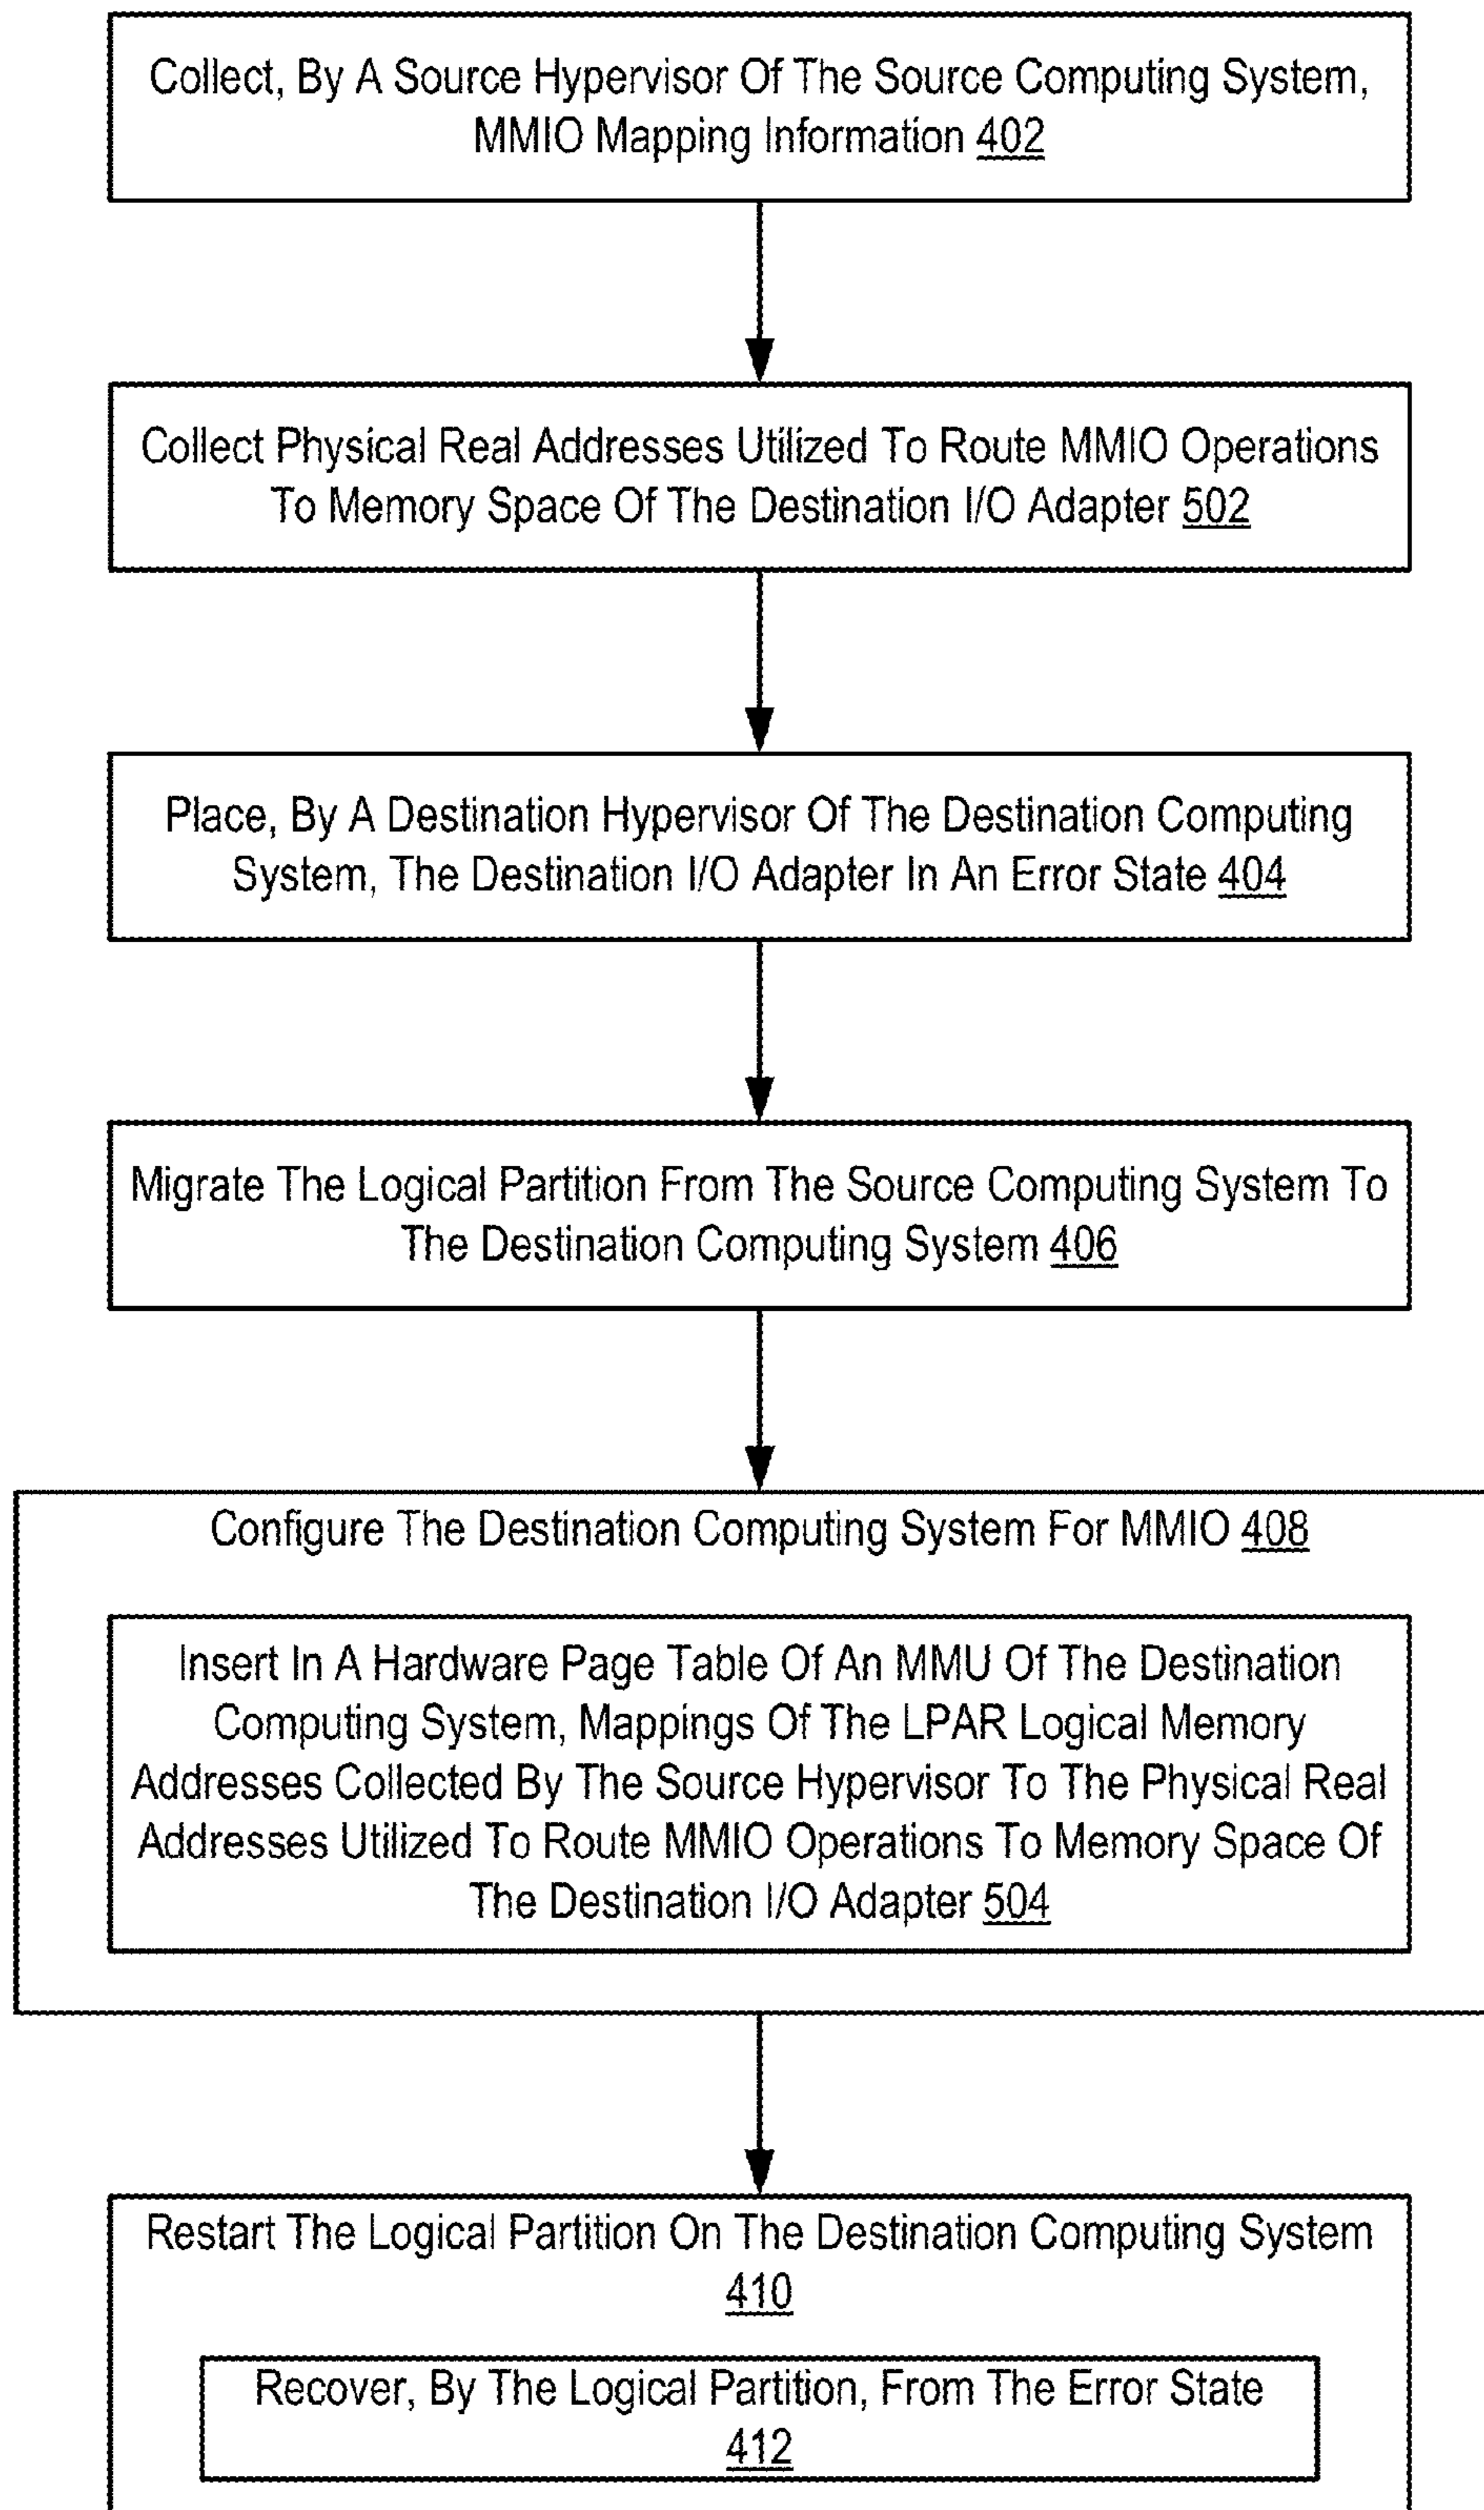 Collect, By A Source Hypervisor Of The Source Computing System,
MMIO Mapping Information 402
Collect Physical Real Addresses Utilized To Route MMIO Operations
To Memory Space Of The Destination I/O Adapter 502
Place, By A Destination Hypervisor Of The Destination Computing
System, The Destination I/O Adapter In An Error State 404
Migrate The Logical Partition From The Source Computing System To
The Destination Computing System 406
Configure The Destination Computing System For MMIO 408
Insert In A Hardware Page Table Of An MMU Of The Destination
Computing System, Mappings Of The LPAR Logical Memory
Addresses Collected By The Source Hypervisor To The Physical Real
Addresses Utilized To Route MMIO Operations To Memory Space Of
The Destination I/O Adapter 504
Restart The Logical Partition On The Destination Computing System
410
Recover, By The Logical Partition, From The Error State
412